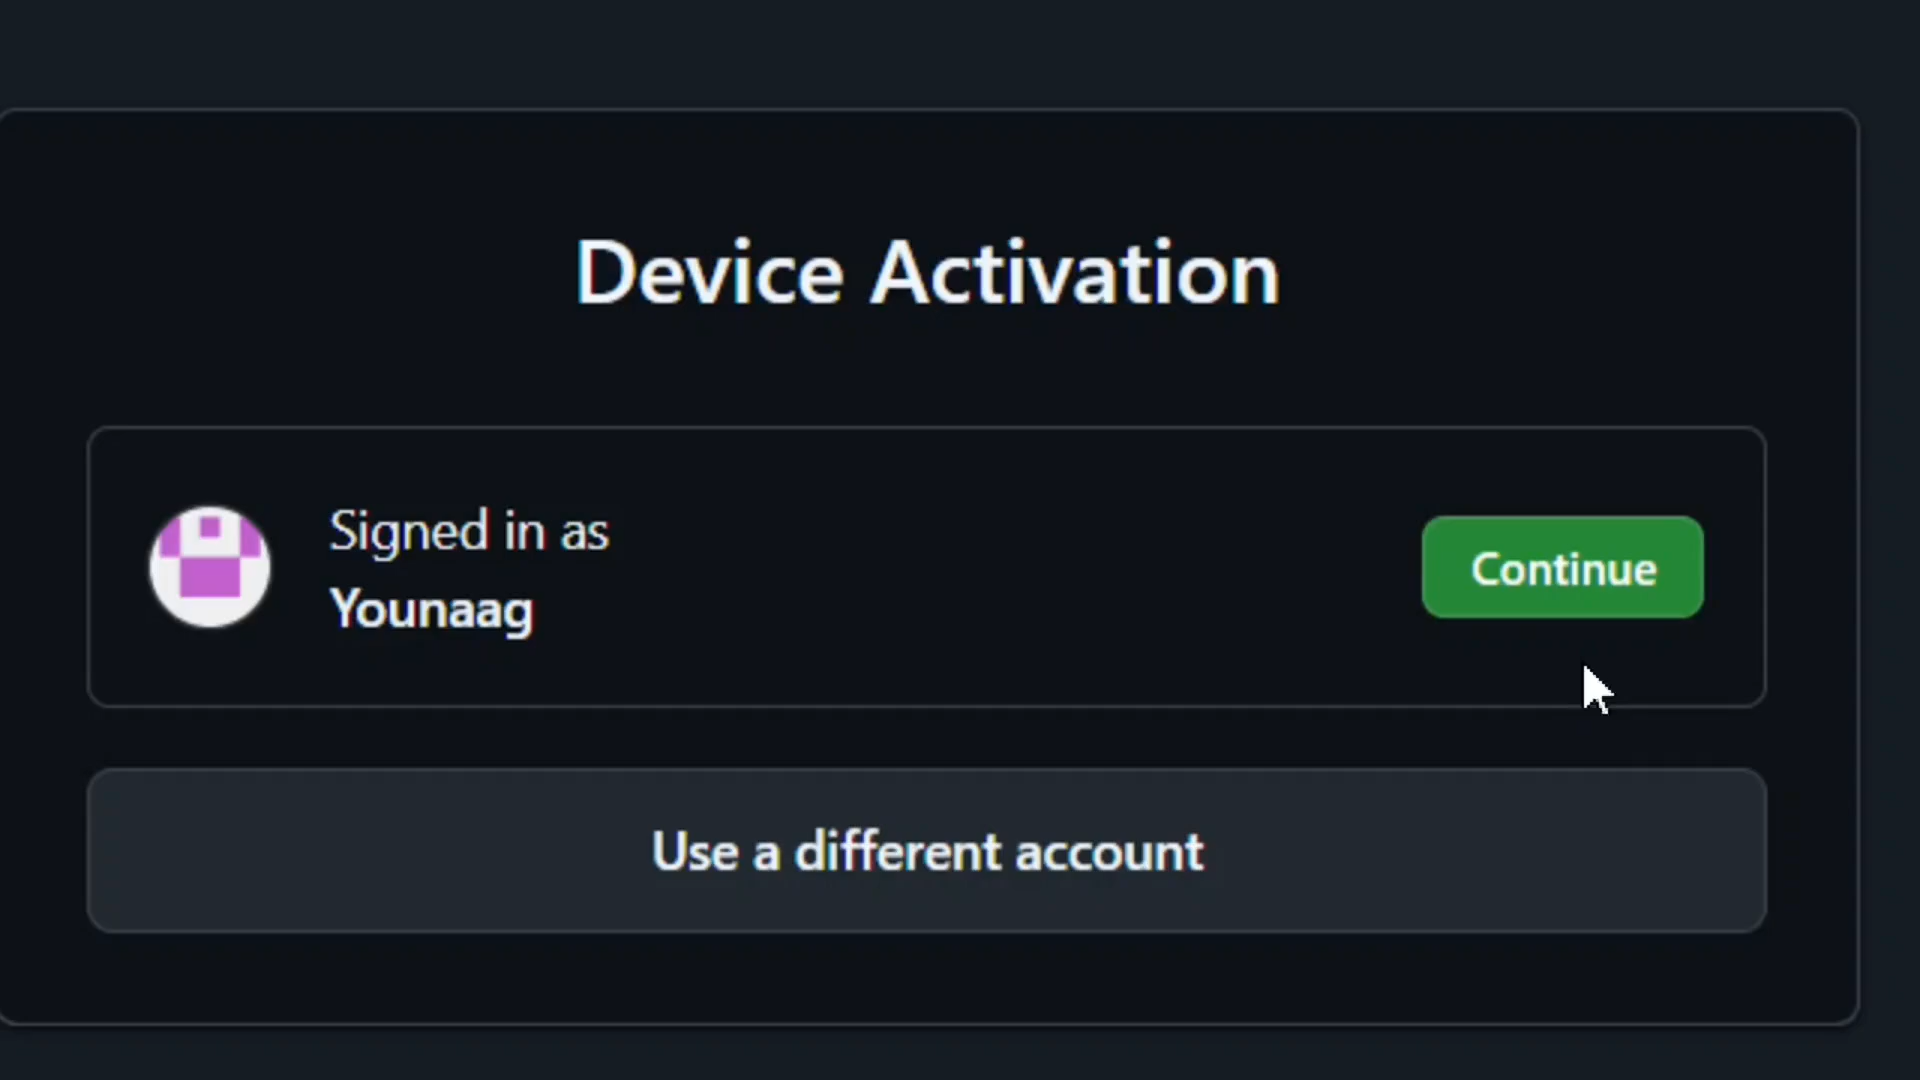 Device Activation
Signed in as
Younaag
Continue
Use a different account